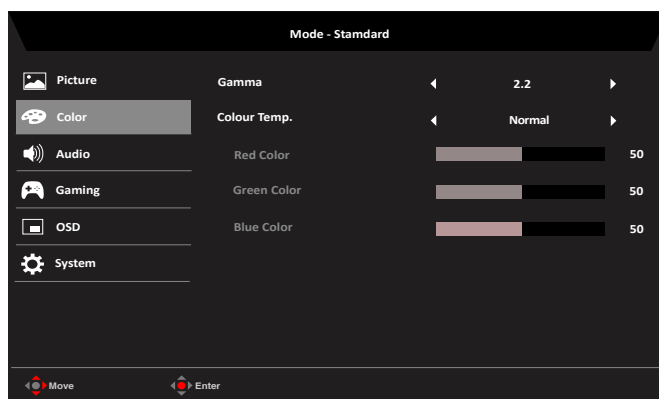 Mode - Stamdard
Picture
Gamma 2.2
Color
Colour Temp. Normal
Audio
Red Color 50
Gaming
Green Color 50
OSD
Blue Color 50
System
Move Enter